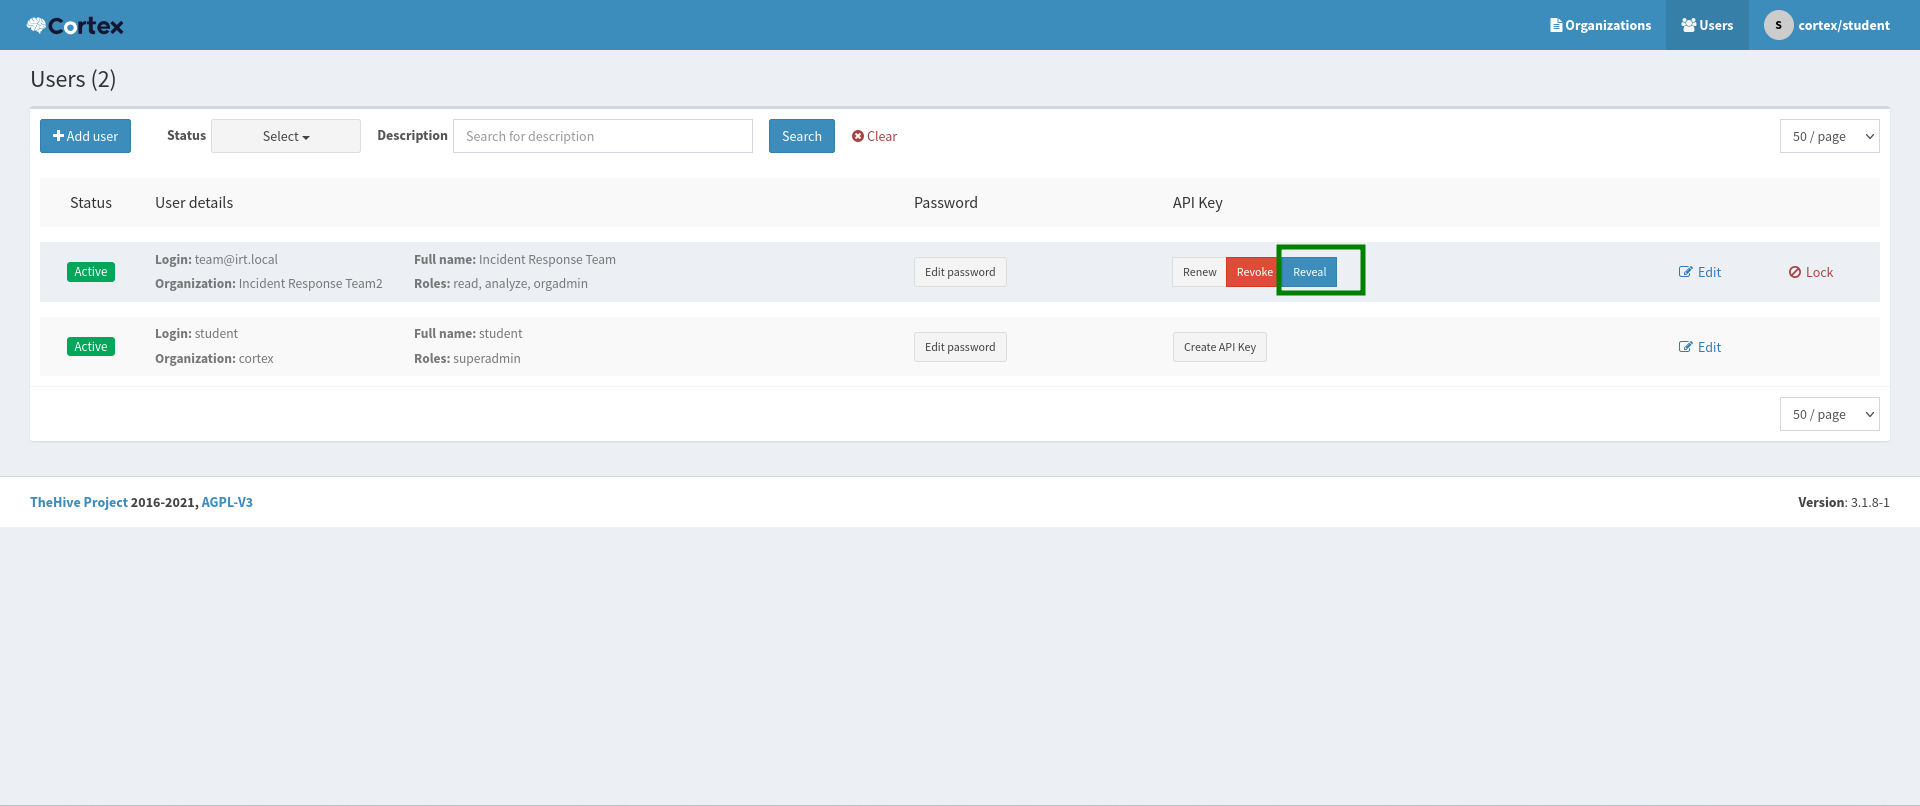 Cortex
Organizations Users S cortex/student
Users (2)
Add user Status Select Description Search for description Search Clear 50 / page
Status User details Password API Key
Active Login: team@irt.local Full name: Incident Response Team Edit password Renew Revoke Reveal Edit Lock
Organization: Incident Response Team2 Roles: read, analyze, orgadmin
Active Login: student Full name: student Edit password Create API Key Edit
Organization: cortex Roles: superadmin
50 / page
TheHive Project 2016-2021, AGPL-V3 Version: 3.1.8-1